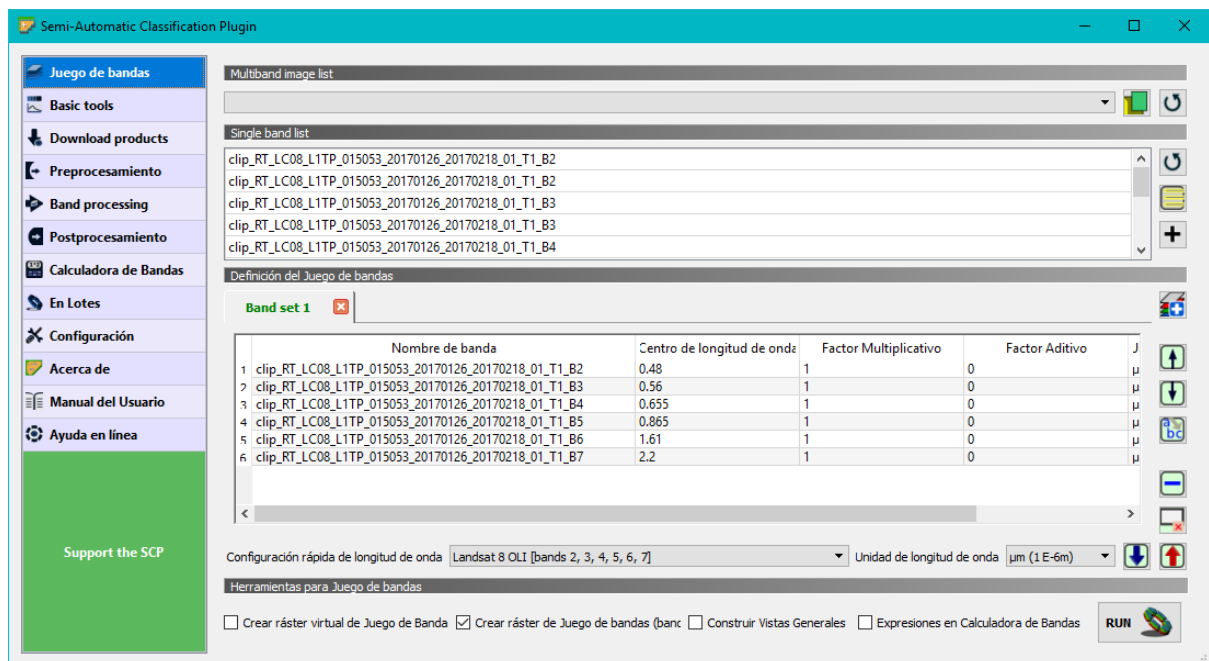 Semi-Automatic Classification Plugin
Juego de bandas
Basic tools
Download products
Preprocesamiento
Band processing
Postprocesamiento
Calculadora de Bandas
En Lotes
Configuración
Acerca de
Manual del Usuario
Ayuda en línea
Support the SCP
Multiband image list
Single band list
clip_RT_LC08_L1TP_015053_20170126_20170218_01_T1_B2
clip_RT_LC08_L1TP_015053_20170126_20170218_01_T1_B2
clip_RT_LC08_L1TP_015053_20170126_20170218_01_T1_B3
clip_RT_LC08_L1TP_015053_20170126_20170218_01_T1_B3
clip_RT_LC08_L1TP_015053_20170126_20170218_01_T1_B4
Definición del Juego de bandas
Band set 1
Nombre de banda Centro de longitud de onda Factor Multiplicativo Factor Aditivo J
1 clip_RT_LC08_L1TP_015053_20170126_20170218_01_T1_B2 0.48 1 0 µ
2 clip_RT_LC08_L1TP_015053_20170126_20170218_01_T1_B3 0.56 1 0 µ
3 clip_RT_LC08_L1TP_015053_20170126_20170218_01_T1_B4 0.655 1 0 µ
4 clip_RT_LC08_L1TP_015053_20170126_20170218_01_T1_B5 0.865 1 0 µ
5 clip_RT_LC08_L1TP_015053_20170126_20170218_01_T1_B6 1.61 1 0 µ
6 clip_RT_LC08_L1TP_015053_20170126_20170218_01_T1_B7 2.2 1 0 µ
a bc
Configuración rápida de longitud de onda Landsat 8 OLI [bands 2, 3, 4, 5, 6, 7] Unidad de longitud de onda µm (1 E-6m)
Herramientas para Juego de bandas
Crear ráster virtual de Juego de Banda Crear ráster de Juego de bandas (banc Construir Vistas Generales Expresiones en Calculadora de Bandas RUN